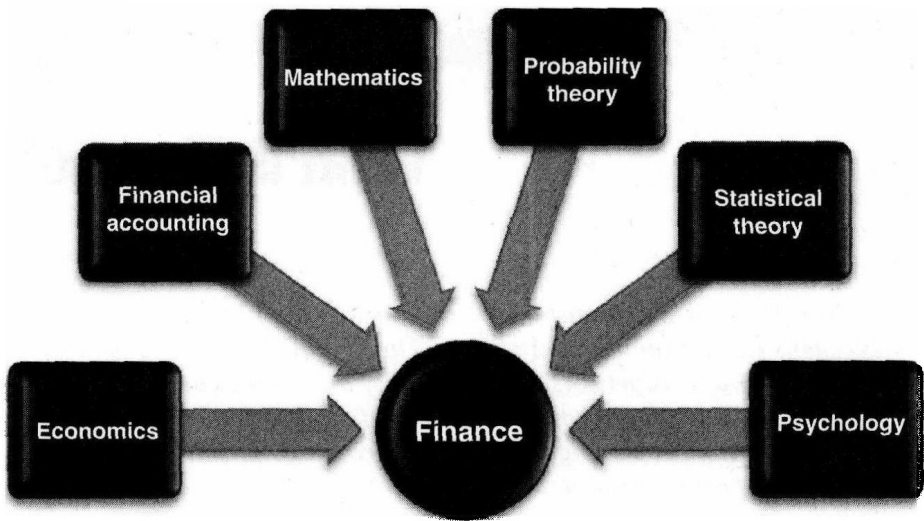 Mathematics
Probability
theory
Financial
accounting
Statistical
theory
Economics
Finance
Psychology